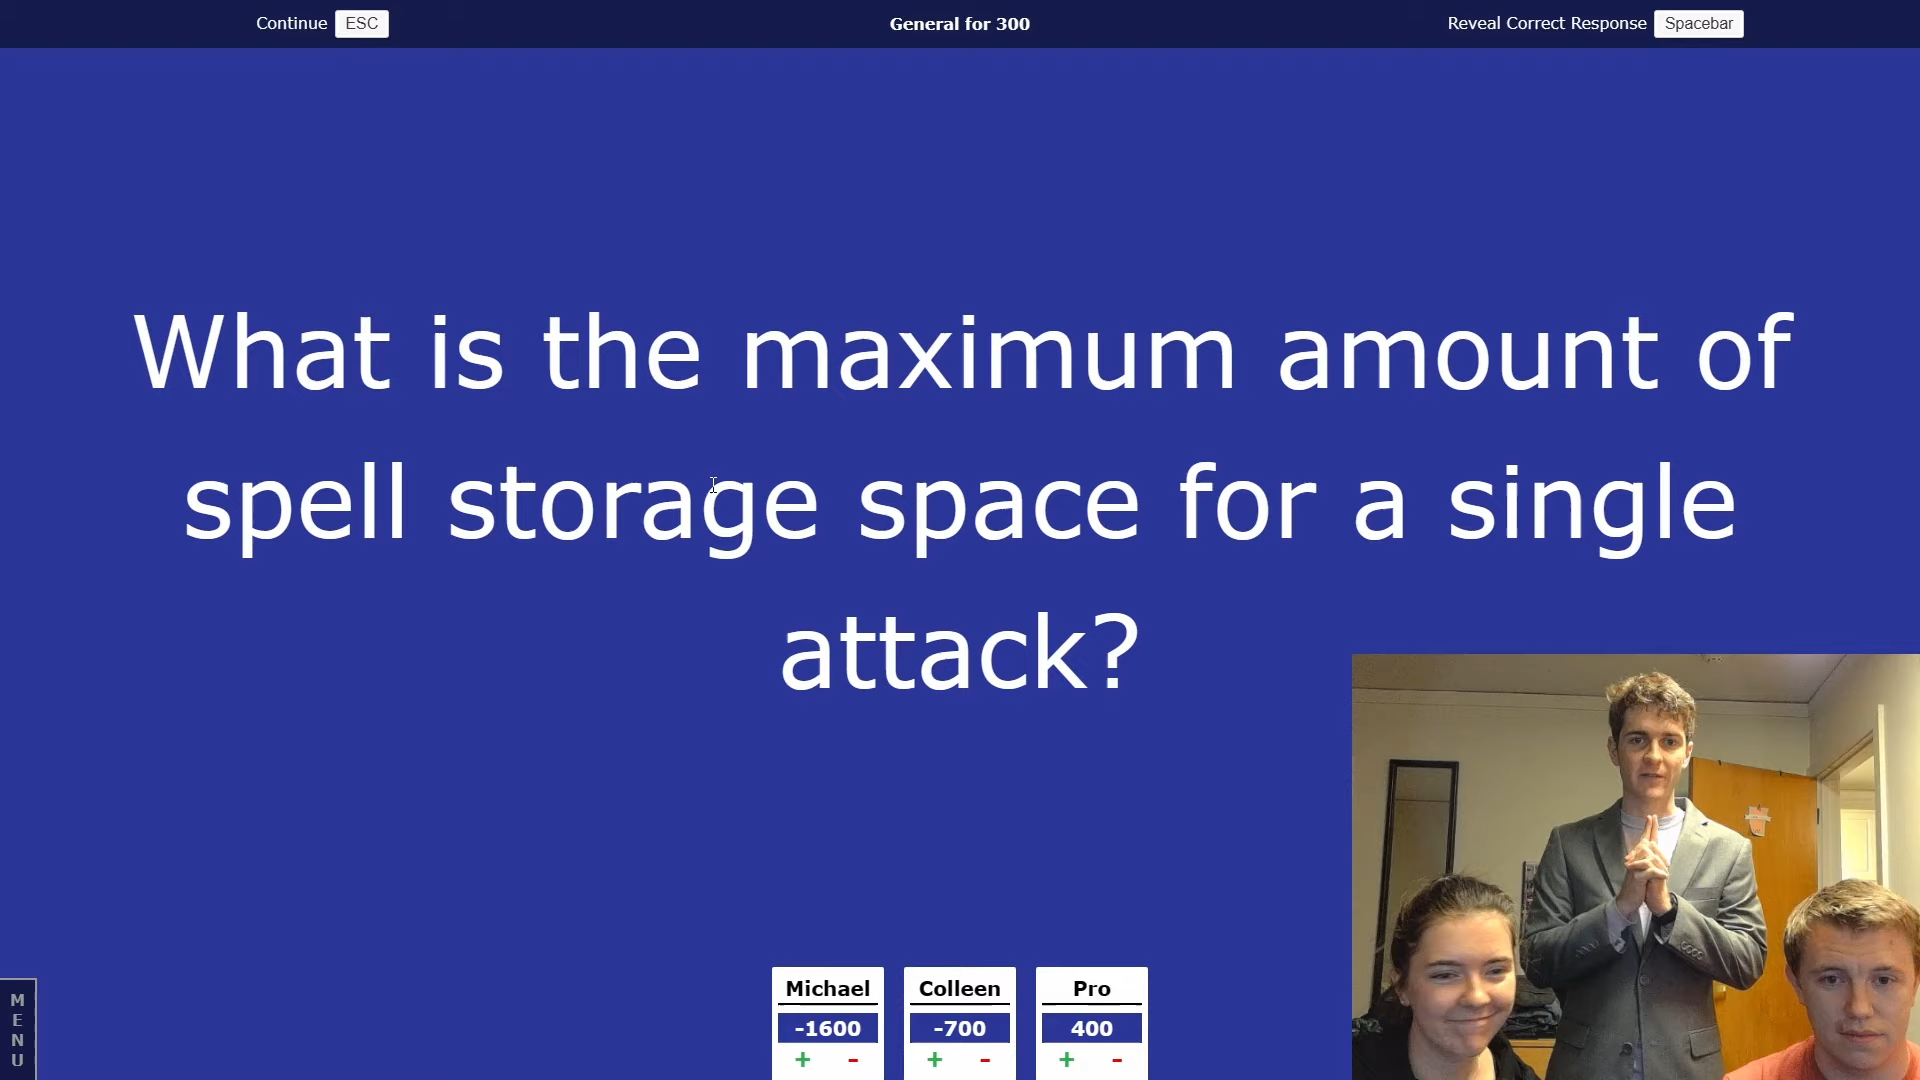 Continue ESC
General for 300
Reveal Correct Response Spacebar
What is the maximum amount of
spell storage space for a single
attack?
MENU
Michael
-1600
+ -
Colleen
-700
+ -
Pro
400
+ -